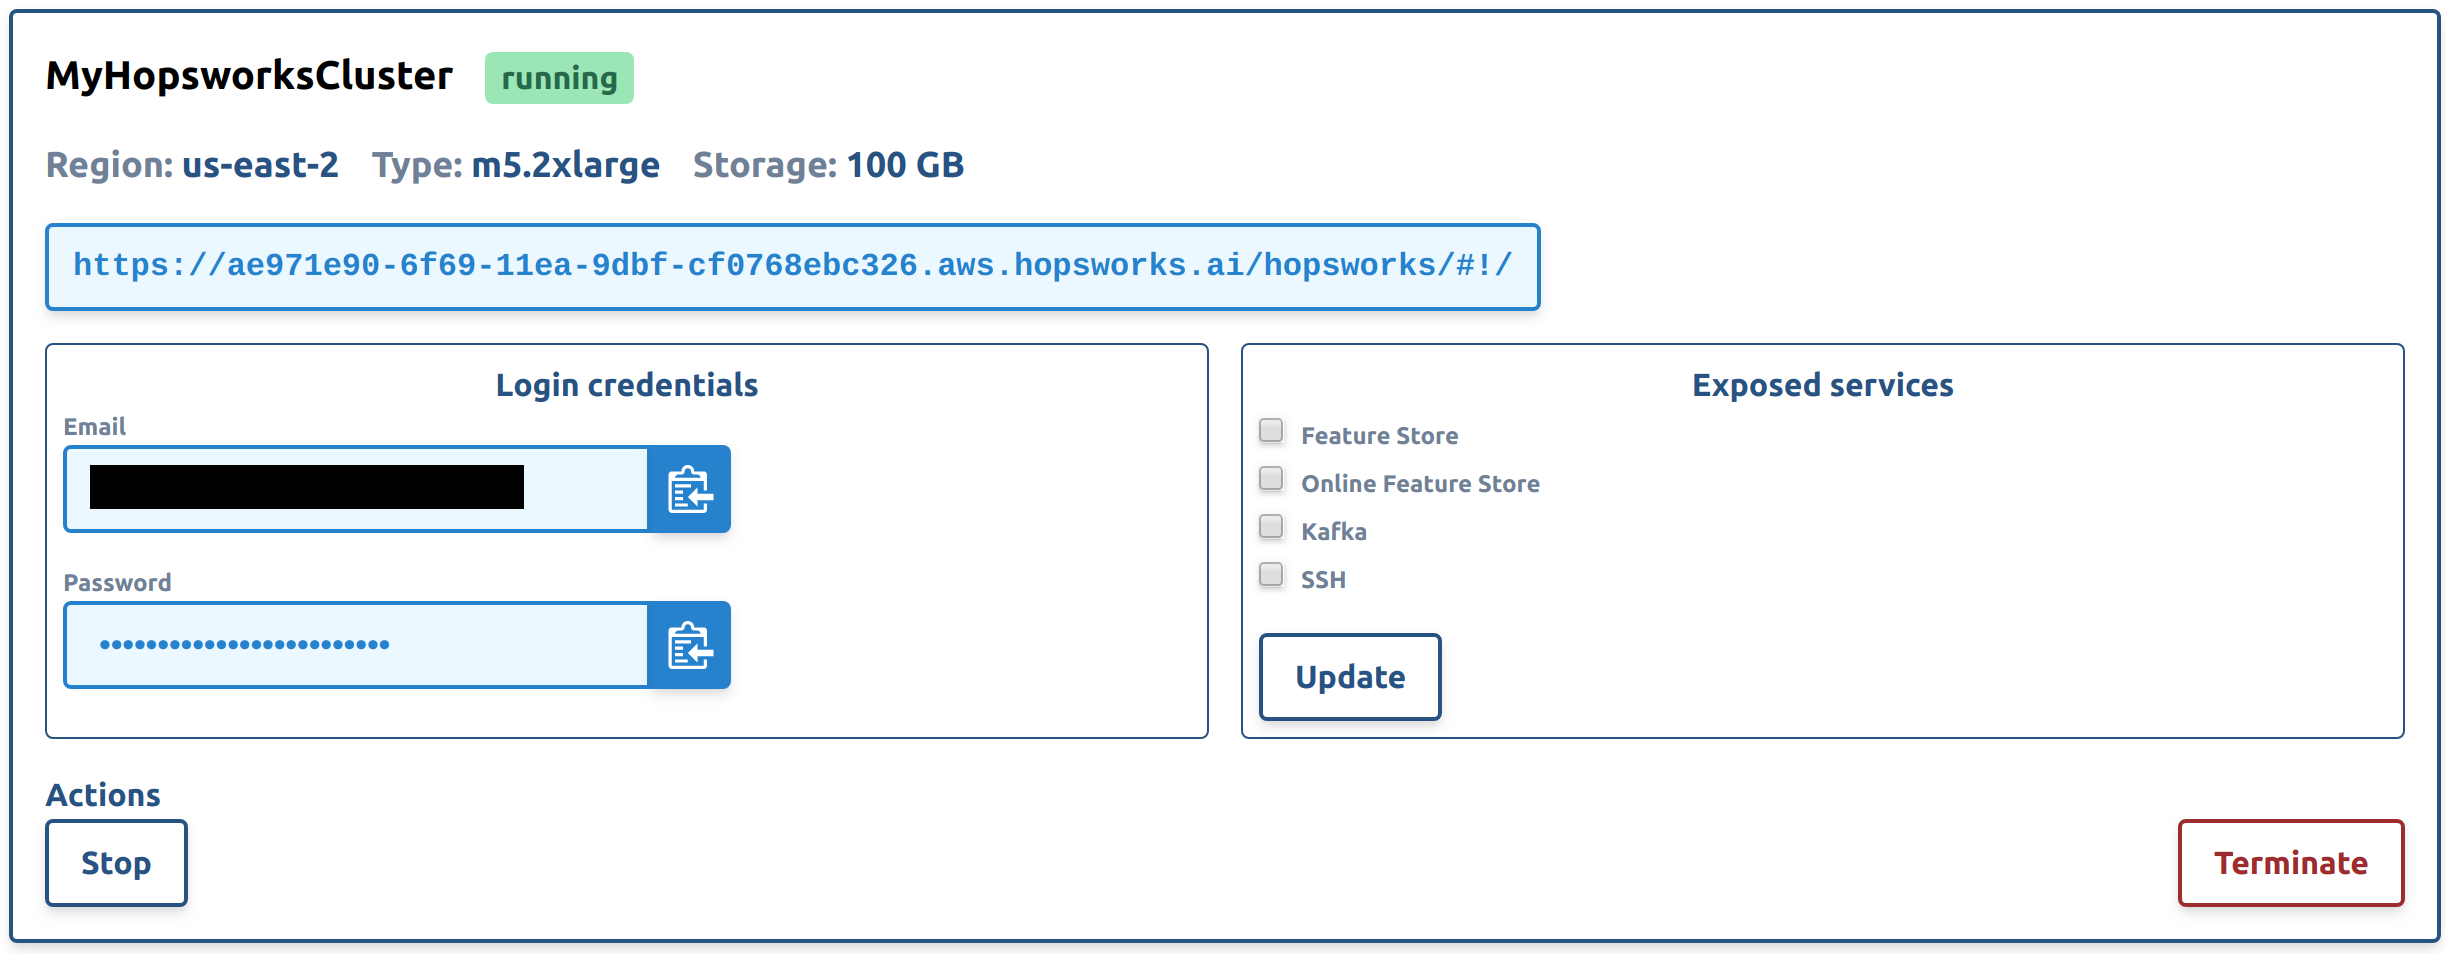 MyHopsworksCluster running
Region: us-east-2 Type: m5.2xlarge Storage: 100 GB
https://ae971e90-6f69-11ea-9dbf-cf0768ebc326.aws.hopsworks.ai/hopsworks/#!/
Login credentials
Email
Password
•••••••••••••••••••••••••
Exposed services
Feature Store
Online Feature Store
Kafka
SSH
Update
Actions
Stop
Terminate